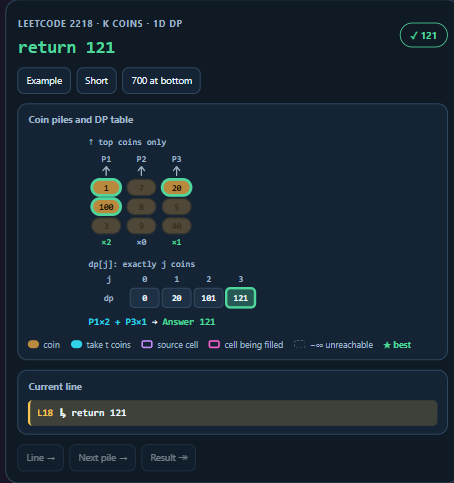 LEETCODE 2218 · K COINS · 1D DP
return 121
✓ 121
Example Short 700 at bottom
Coin piles and DP table
↑ top coins only
P1 P2 P3
↑ ↑ ↑
1 7 20
100 8 5
3 9 40
×2 ×0 ×1
dp[j]: exactly j coins
j 0 1 2 3
dp 0 20 101 121
P1×2 + P3×1 → Answer 121
coin take t coins source cell cell being filled −∞ unreachable ★ best
Current line
L18 ↳ return 121
Line → Next pile → Result ↠